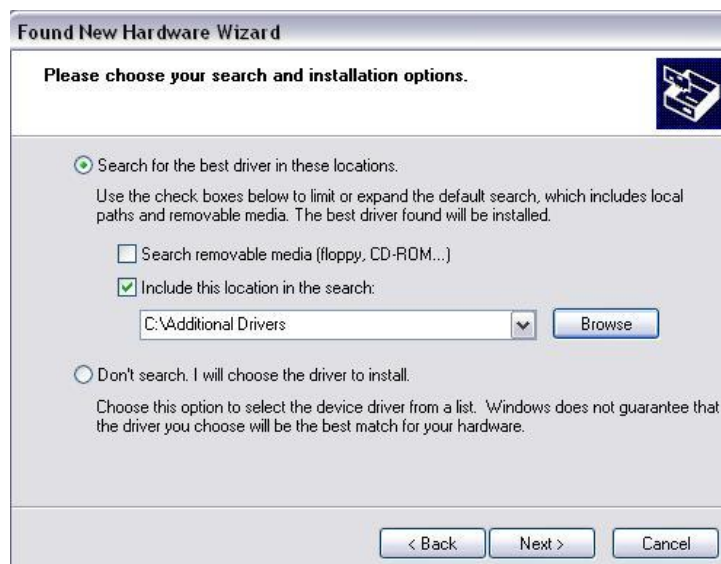 Found New Hardware Wizard
Please choose your search and installation options.
Search for the best driver in these locations.
Use the check boxes below to limit or expand the default search, which includes local
paths and removable media. The best driver found will be installed.
Search removable media (floppy, CD-ROM...)
Include this location in the search:
C:\Additional Drivers
Browse
Don't search. I will choose the driver to install.
Choose this option to select the device driver from a list. Windows does not guarantee that
the driver you choose will be the best match for your hardware.
< Back
Next >
Cancel